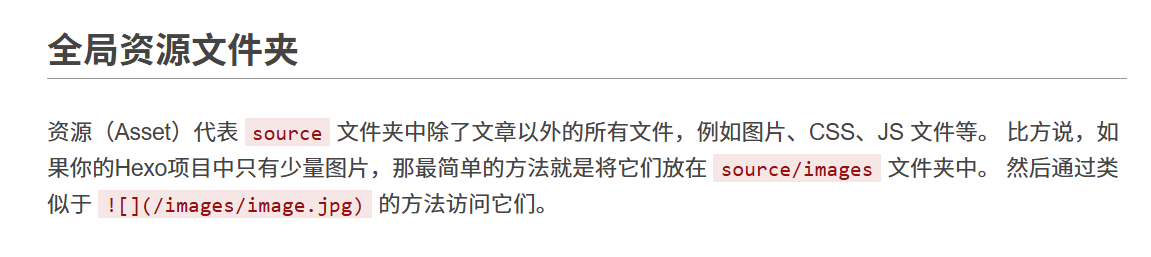 全局资源文件夹
资源（Asset）代表 source 文件夹中除了文章以外的所有文件，例如图片、CSS、JS 文件等。 比方说，如
果你的Hexo项目中只有少量图片，那最简单的方法就是将它们放在 source/images 文件夹中。 然后通过类
似于 ![](/images/image.jpg) 的方法访问它们。